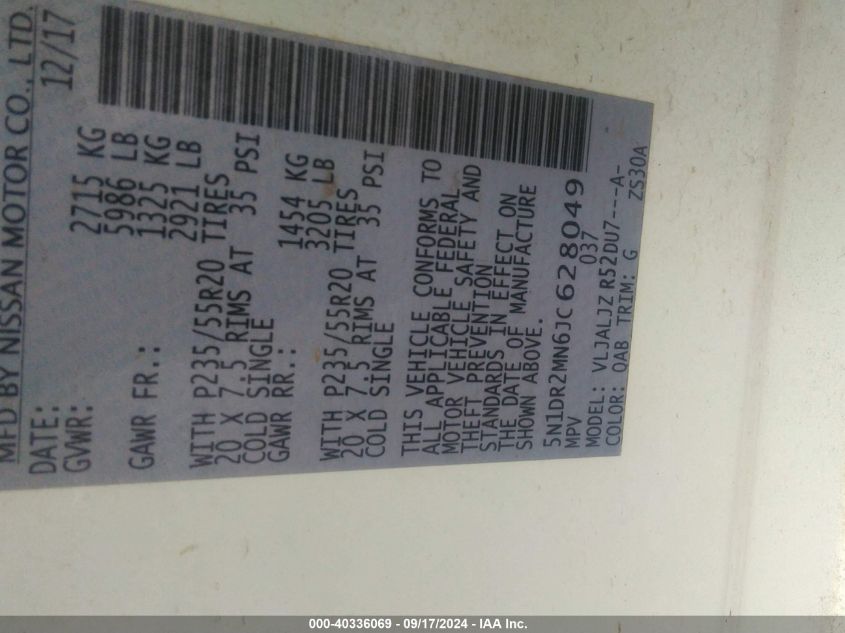 MFD BY NISSAN MOTOR CO., LTD.
DATE: 12/17
GVWR: 2715 KG
5986 LB
GAWR FR.: 1325 KG
2921 LB
WITH P235/55R20 TIRES
20 X 7.5 RIMS AT 35 PSI
COLD SINGLE
GAWR RR.: 1454 KG
3205 LB
WITH P235/55R20 TIRES
20 X 7.5 RIMS AT 35 PSI
COLD SINGLE
THIS VEHICLE CONFORMS TO
ALL APPLICABLE FEDERAL
MOTOR VEHICLE SAFETY AND
THEFT PREVENTION
STANDARDS IN EFFECT ON
THE DATE OF MANUFACTURE
SHOWN ABOVE.
5N1DR2MN6JC628049
MPV 037
MODEL: VLJALJZ R52DU7---A-
COLOR: QAB TRIM: G ZS30A
000-40336069 - 09/17/2024 - IAA Inc.